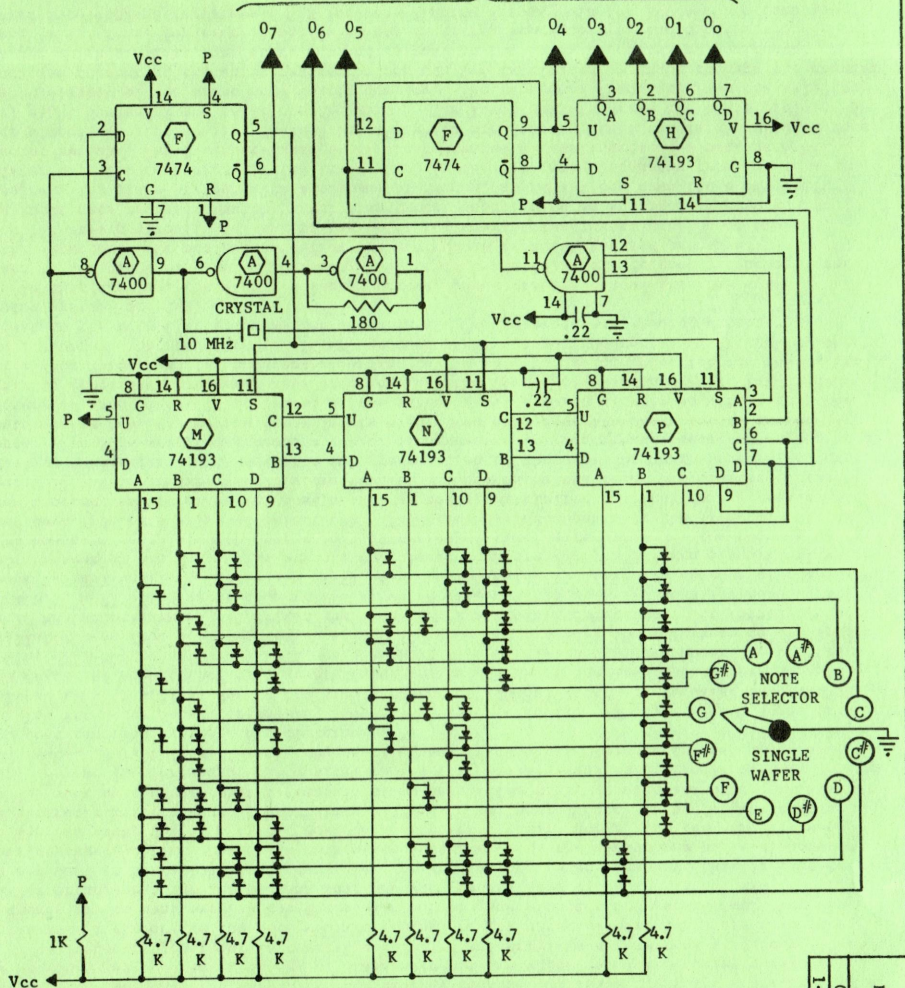 O7 O6 O5 O4 O3 O2 O1 Oo
Vcc P
14 4
V S
2 D F Q 5
3 C 7474 Q̄ 6
G R
7 1 P
12 D F Q 9
11 C 7474 Q̄ 8
3 2 6 7
QA QB QC QD
5 U H V 16 Vcc
4 D 74193 G 8
S R
P 11 14
8 A 7400 9 6 A 7400 4 3 A 7400 1
11 A 7400 12 13
CRYSTAL
10 MHz
180
Vcc 14 7
.22
Vcc
8 14 16 11
G R V S
P 5 U M C 12
4 D 74193 B 13
A B C D
15 1 10 9
8 14 16 11
G R V S
5 U N C 12
4 D 74193 B 13
A B C D
15 1 10 9
.22
8 14 16 11
G R V S
5 U P A 3
B 2
C 6
4 D 74193 D 7
A B C D
15 1 10 9
A A# B
G# NOTE
SELECTOR
G C
F# SINGLE C#
WAFER
F D
E D#
P
1K
4.7 K 4.7 K 4.7 K 4.7 K 4.7 K 4.7 K 4.7 K 4.7 K 4.7 K 4.7 K
Vcc